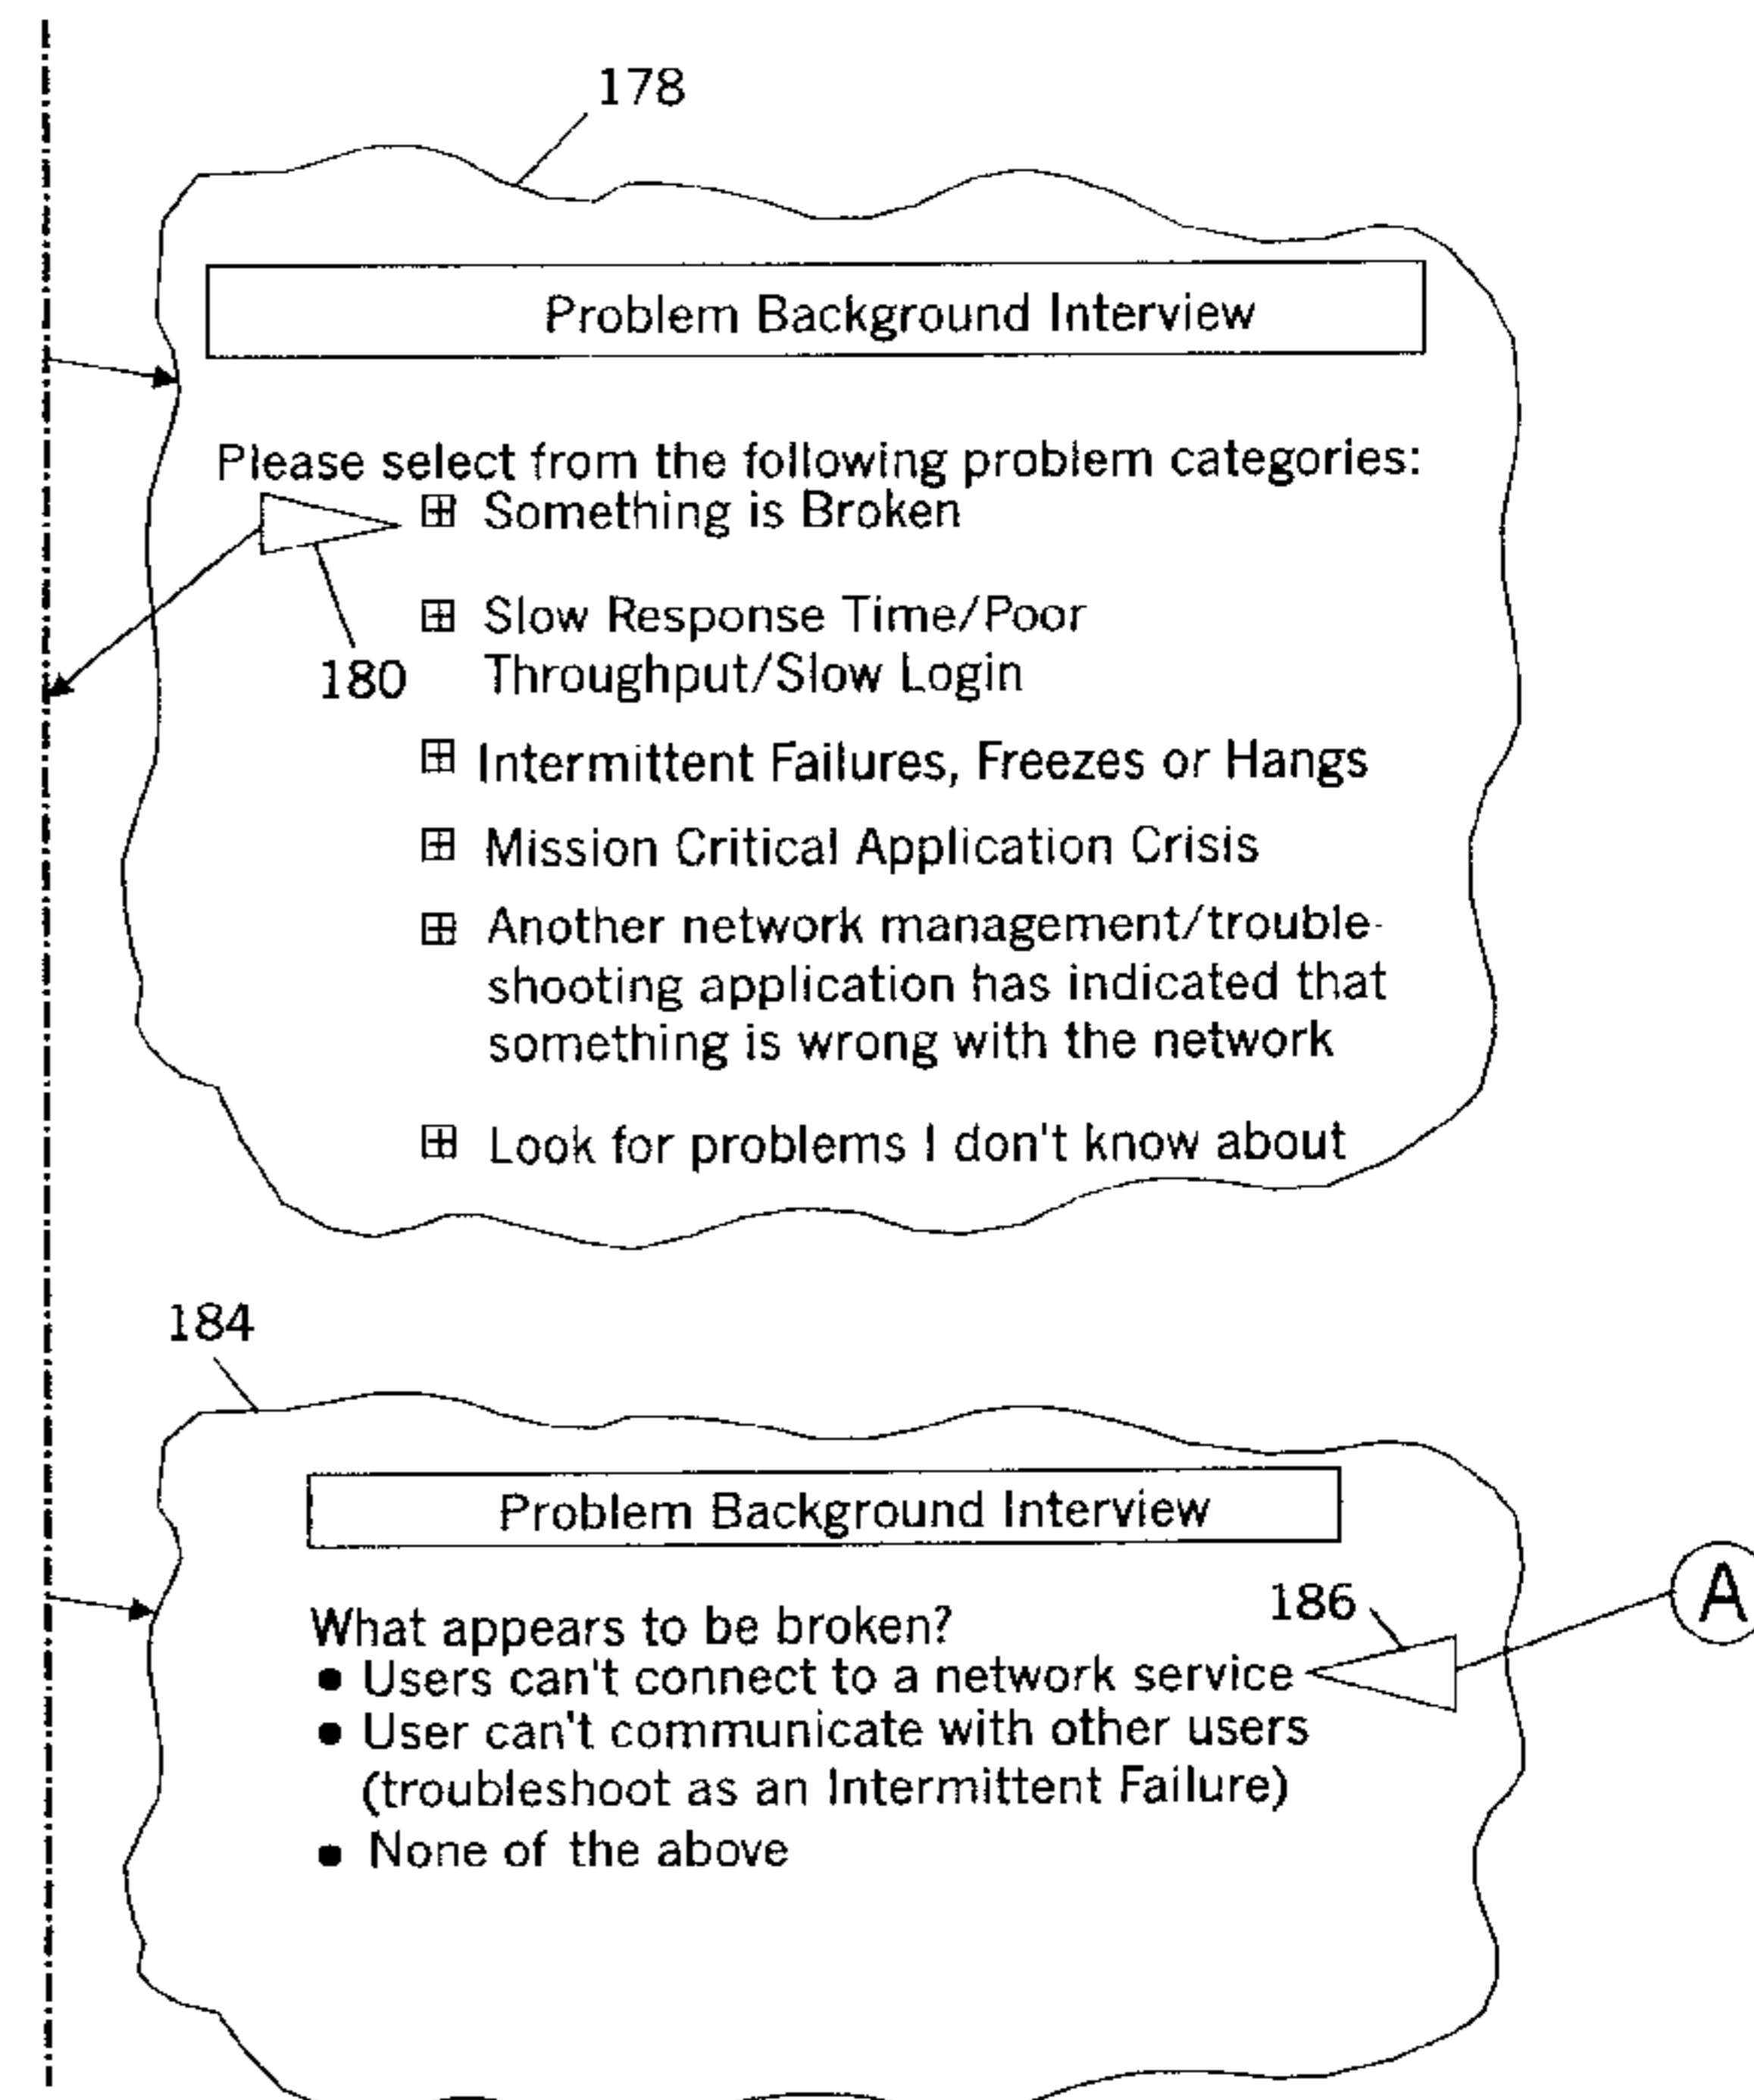 178
Problem Background Interview
Please select from the following problem categories:
Something is Broken
Slow Response Time/Poor
180
Throughput/Slow Login
Intermittent Failures, Freezes or Hangs
Mission Critical Application Crisis
Another network management/trouble-
shooting application has indicated that
something is wrong with the network
Look for problems I don't know about
184
Problem Background Interview
186
A
What appears to be broken?
• Users can't connect to a network service
• User can't communicate with other users
(troubleshoot as an Intermittent Failure)
• None of the above